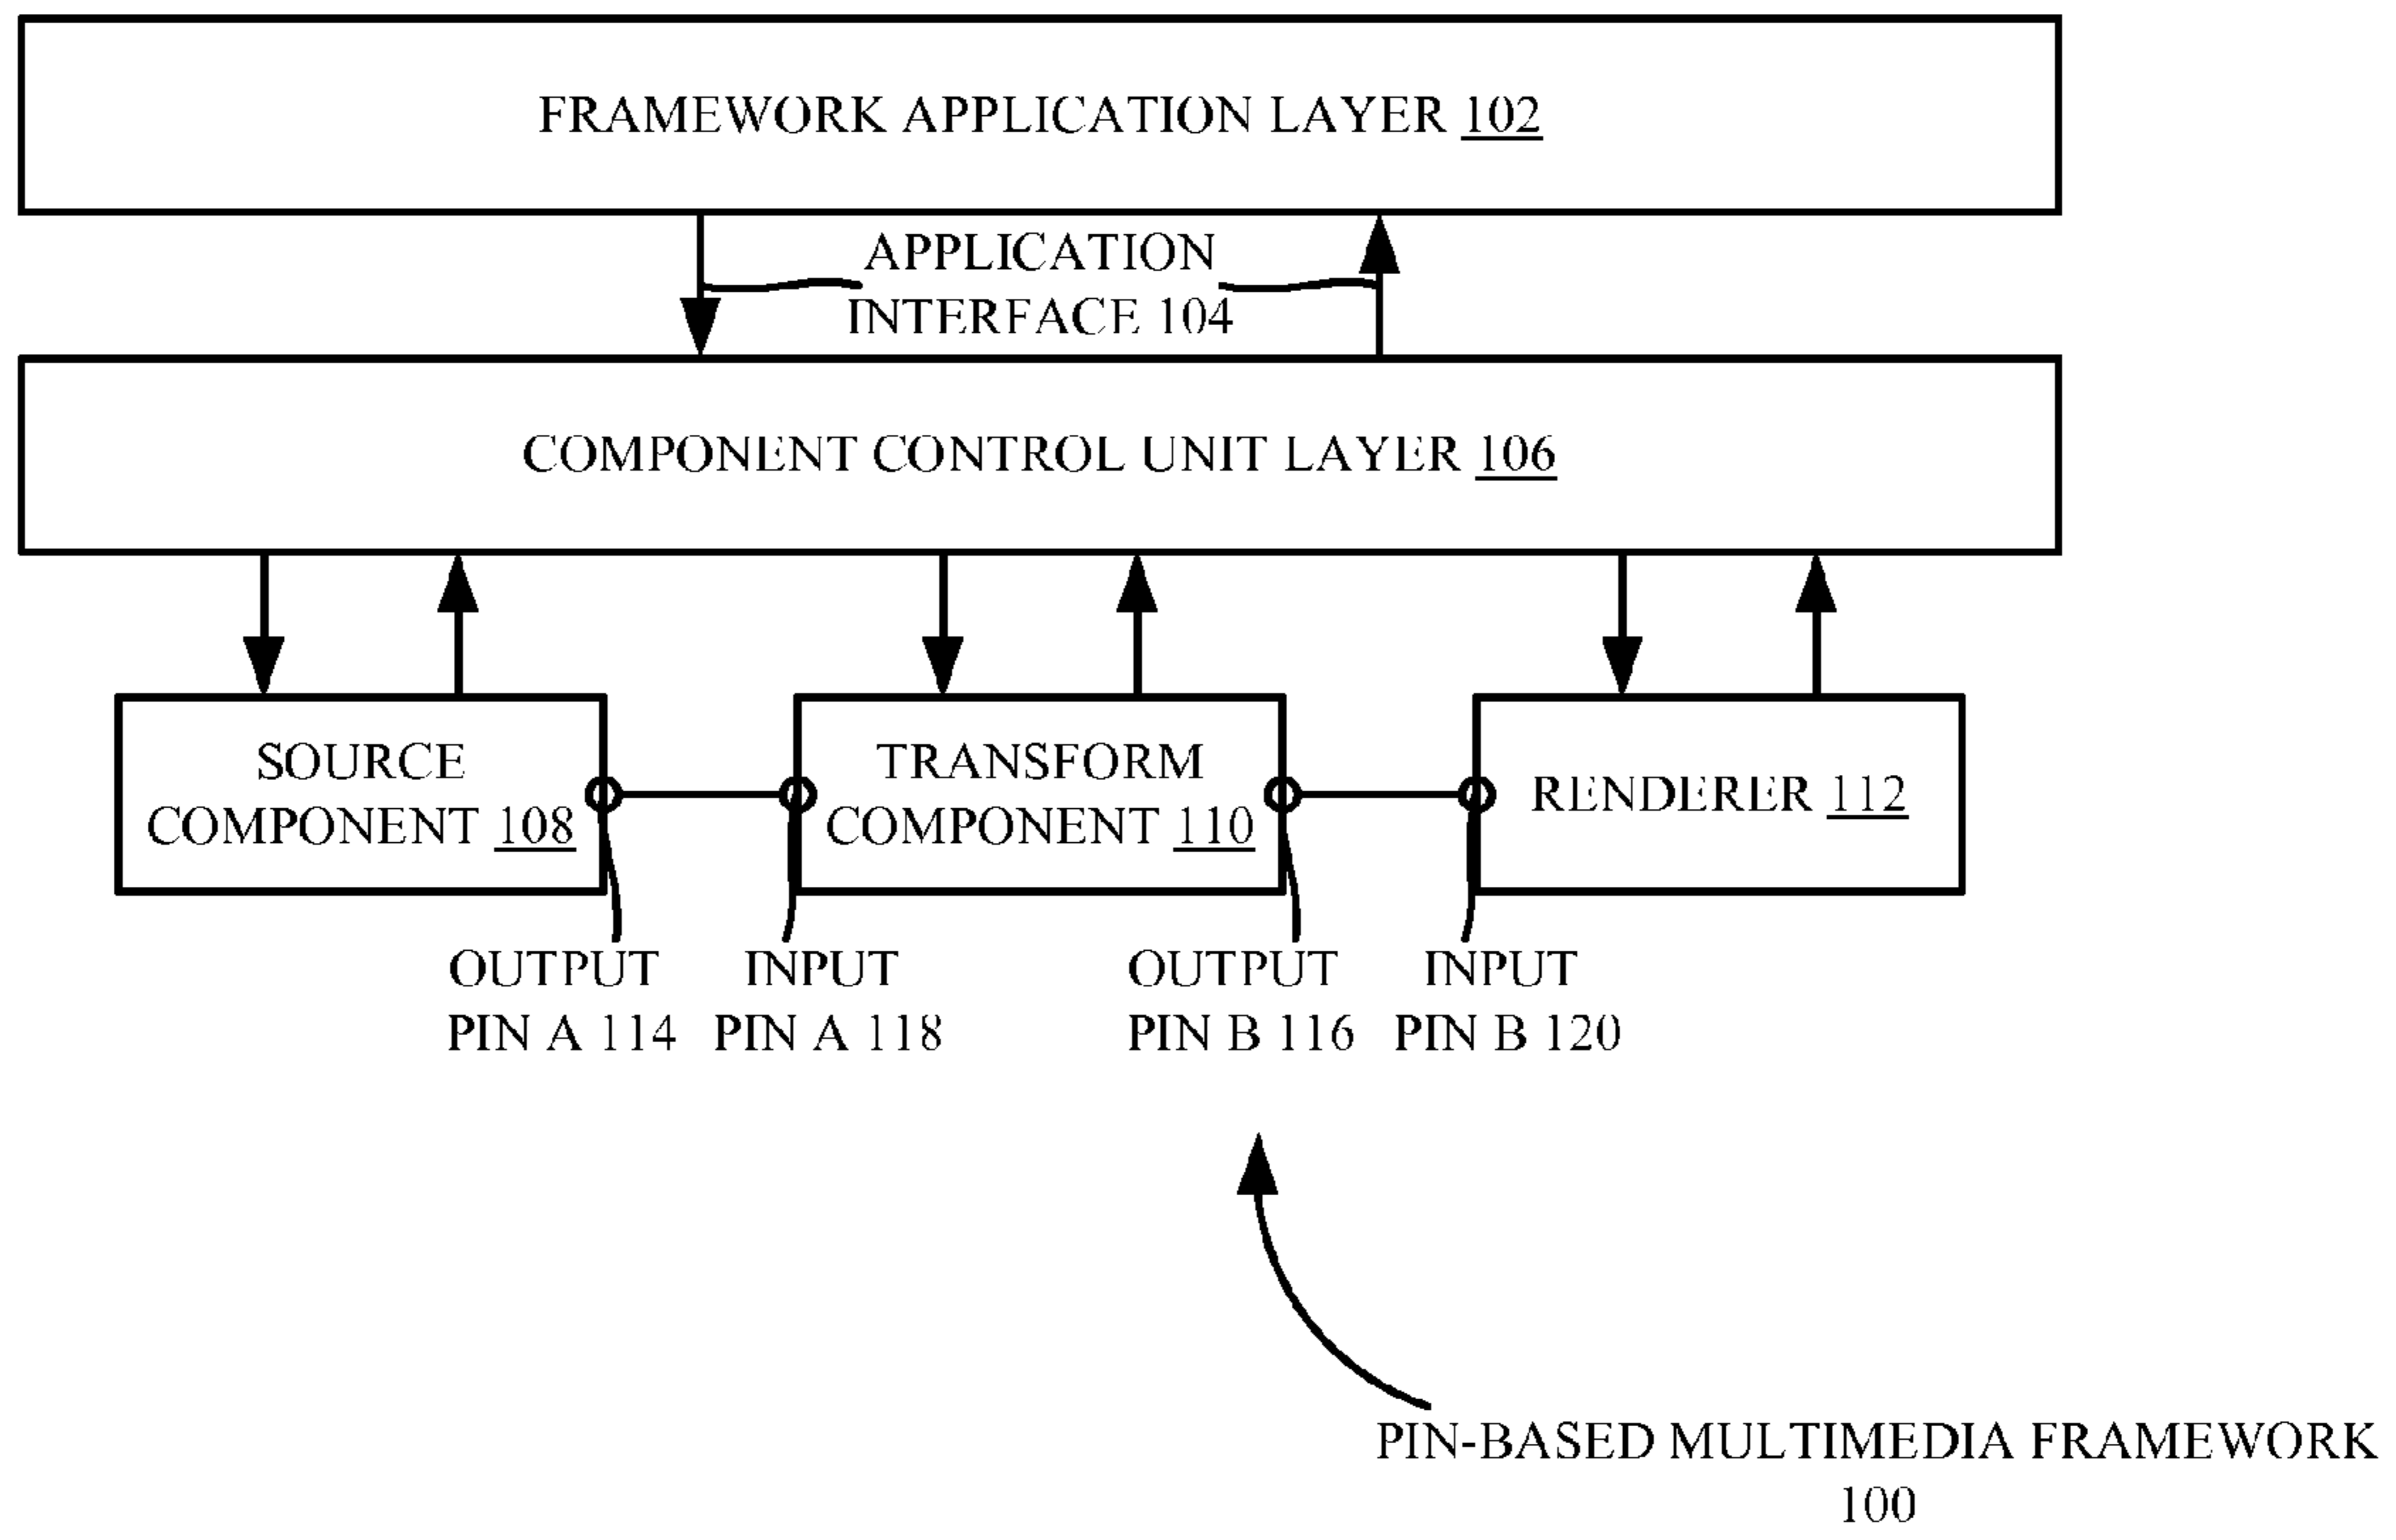 FRAMEWORK APPLICATION LAYER 102
APPLICATION
INTERFACE 104
COMPONENT CONTROL UNIT LAYER 106
SOURCE
COMPONENT 108
TRANSFORM
COMPONENT 110
RENDERER 112
OUTPUT
PIN A 114
INPUT
PIN A 118
OUTPUT
PIN B 116
INPUT
PIN B 120
PIN-BASED MULTIMEDIA FRAMEWORK
100